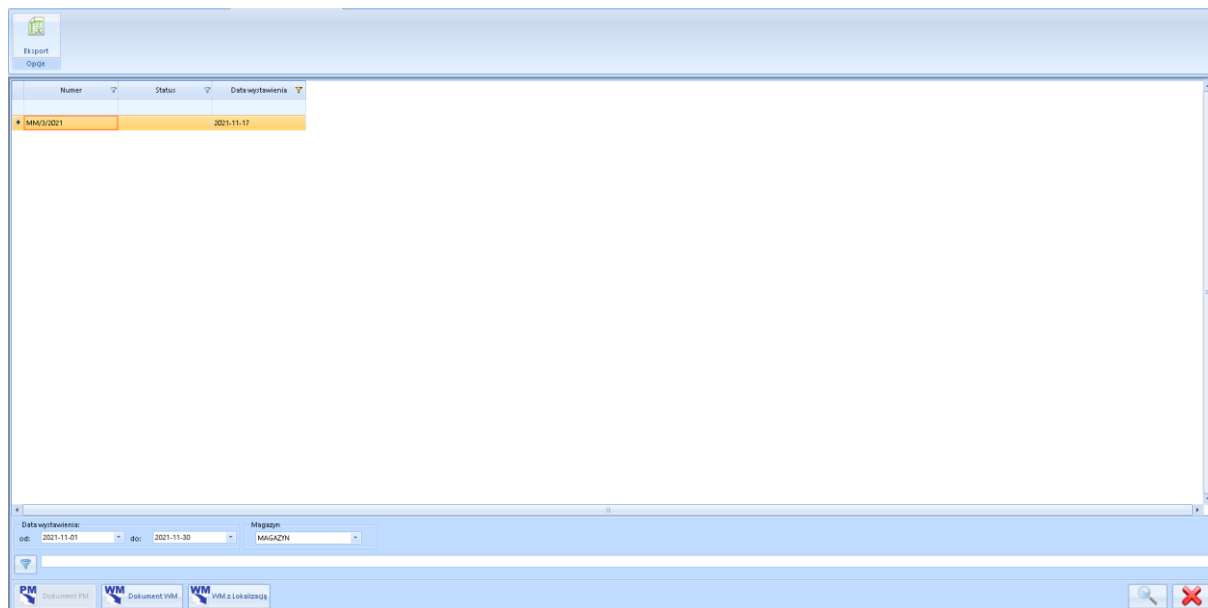 Eksport
Opcje
Numer Status Data wystawienia
MM/3/2021 2021-11-17
Data wystawienia: Magazyn
od: 2021-11-01 do: 2021-11-30 MAGAZYN
PM Dokument PM WM Dokument WM WM WM z Lokalizacją